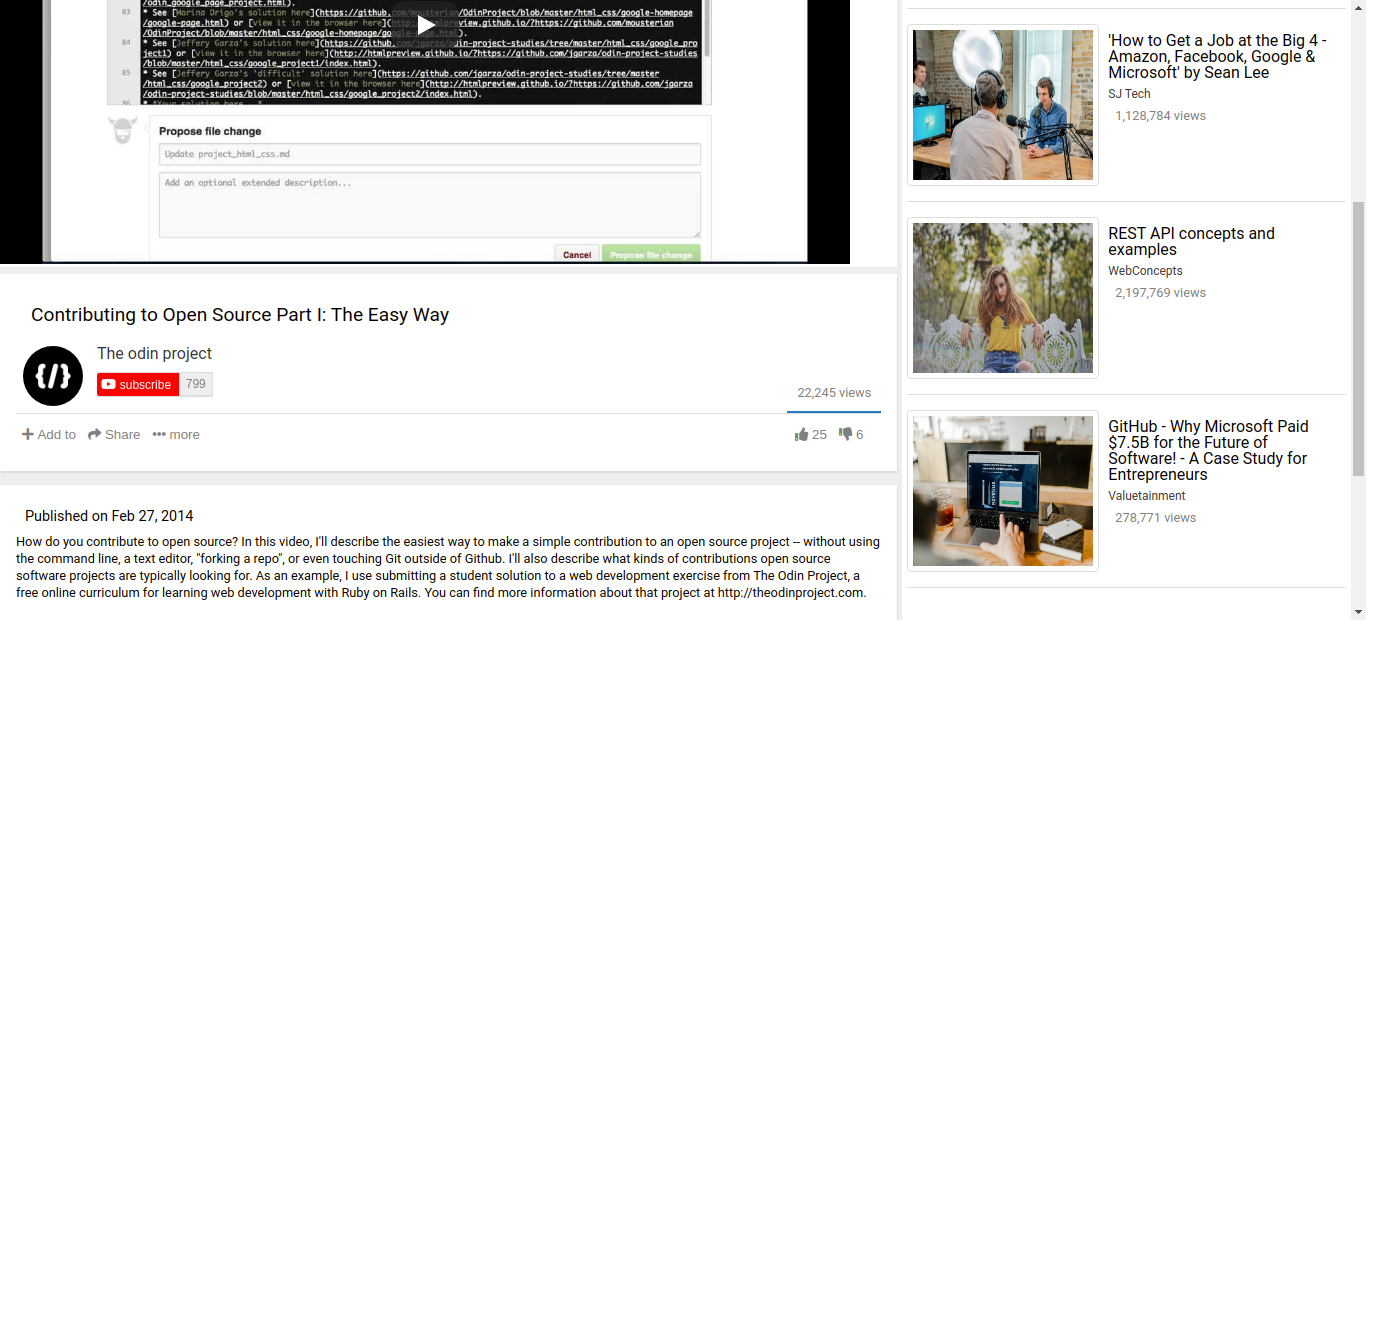 /odin_google_page_project.html).
83 * See [Marina Drigo's solution here](https://github.com/mousterian/OdinProject/blob/master/html_css/google-homepage
/google-page.html) or [view it in the browser here](http://htmlpreview.github.io/?https://github.com/mousterian
/OdinProject/blob/master/html_css/google-homepage/google-page.html).
84 * See [Jeffery Garza's solution here](https://github.com/jgarza/odin-project-studies/tree/master/html_css/google_pro
ject1) or [view it in the browser here](http://htmlpreview.github.io/?https://github.com/jgarza/odin-project-studies
/blob/master/html_css/google_project1/index.html).
85 * See [Jeffery Garza's 'difficult' solution here](https://github.com/jgarza/odin-project-studies/tree/master
/html_css/google_project2) or [view it in the browser here](http://htmlpreview.github.io/?https://github.com/jgarza
/odin-project-studies/blob/master/html_css/google_project2/index.html).
86 * "Your solution here
Propose file change
Update project_html_css.md
Add an optional extended description...
Cancel Propose file change
Contributing to Open Source Part I: The Easy Way
The odin project
{/}
subscribe 799
22,245 views
Add to Share ••• more
25 6
Published on Feb 27, 2014
How do you contribute to open source? In this video, I'll describe the easiest way to make a simple contribution to an open source project -- without using
the command line, a text editor, "forking a repo", or even touching Git outside of Github. I'll also describe what kinds of contributions open source
software projects are typically looking for. As an example, I use submitting a student solution to a web development exercise from The Odin Project, a
free online curriculum for learning web development with Ruby on Rails. You can find more information about that project at http://theodinproject.com.
'How to Get a Job at the Big 4 -
Amazon, Facebook, Google &
Microsoft' by Sean Lee
SJ Tech
1,128,784 views
REST API concepts and
examples
WebConcepts
2,197,769 views
GitHub - Why Microsoft Paid
$7.5B for the Future of
Software! - A Case Study for
Entrepreneurs
Valuetainment
278,771 views